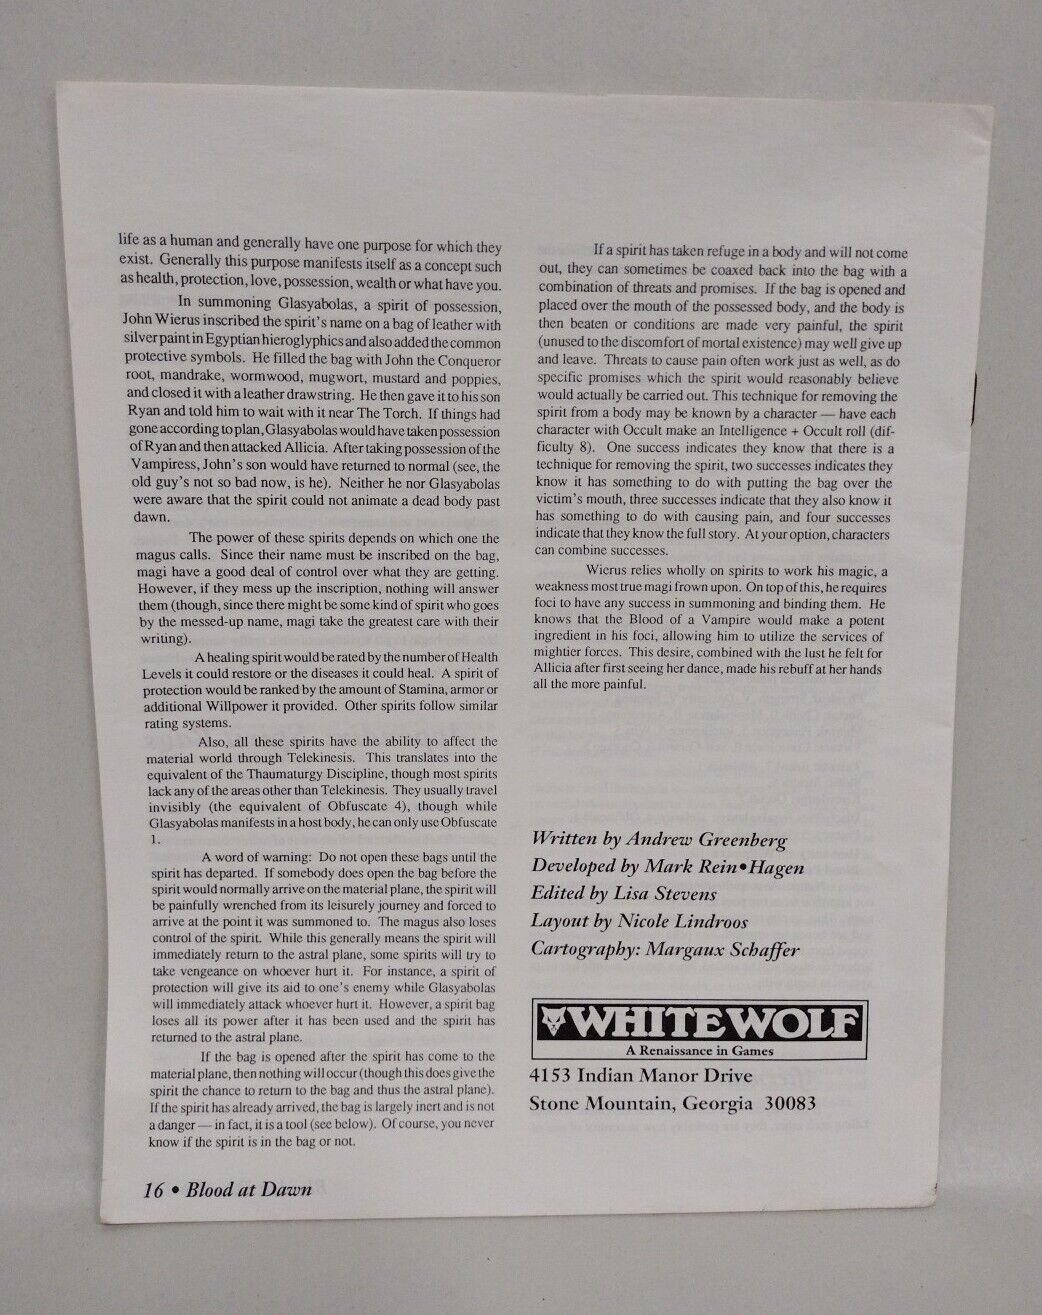 life as a human and generally have one purpose for which they
exist. Generally this purpose manifests itself as a concept such
as health, protection, love, possession, wealth or what have you.
In summoning Glasyabolas, a spirit of possession,
John Wierus inscribed the spirit's name on a bag of leather with
silver paint in Egyptian hieroglyphics and also added the common
protective symbols. He filled the bag with John the Conqueror
root, mandrake, wormwood, mugwort, mustard and poppies,
and closed it with a leather drawstring. He then gave it to his son
Ryan and told him to wait with it near The Torch. If things had
gone according to plan, Glasyabolas would have taken possession
of Ryan and then attacked Allicia. After taking possession of the
Vampiress, John's son would have returned to normal (see, the
old guy's not so bad now, is he). Neither he nor Glasyabolas
were aware that the spirit could not animate a dead body past
dawn.
The power of these spirits depends on which one the
magus calls. Since their name must be inscribed on the bag,
magi have a good deal of control over what they are getting.
However, if they mess up the inscription, nothing will answer
them (though, since there might be some kind of spirit who goes
by the messed-up name, magi take the greatest care with their
writing).
A healing spirit would be rated by the number of Health
Levels it could restore or the diseases it could heal. A spirit of
protection would be ranked by the amount of Stamina, armor or
additional Willpower it provided. Other spirits follow similar
rating systems.
Also, all these spirits have the ability to affect the
material world through Telekinesis. This translates into the
equivalent of the Thaumaturgy Discipline, though most spirits
lack any of the areas other than Telekinesis. They usually travel
invisibly (the equivalent of Obfuscate 4), though while
Glasyabolas manifests in a host body, he can only use Obfuscate
1.
A word of warning: Do not open these bags until the
spirit has departed. If somebody does open the bag before the
spirit would normally arrive on the material plane, the spirit will
be painfully wrenched from its leisurely journey and forced to
arrive at the point it was summoned to. The magus also loses
control of the spirit. While this generally means the spirit will
immediately return to the astral plane, some spirits will try to
take vengeance on whoever hurt it. For instance, a spirit of
protection will give its aid to one's enemy while Glasyabolas
will immediately attack whoever hurt it. However, a spirit bag
loses all its power after it has been used and the spirit has
returned to the astral plane.
If the bag is opened after the spirit has come to the
material plane, then nothing will occur (though this does give the
spirit the chance to return to the bag and thus the astral plane).
If the spirit has already arrived, the bag is largely inert and is not
a danger — in fact, it is a tool (see below). Of course, you never
know if the spirit is in the bag or not.
16 • Blood at Dawn
If a spirit has taken refuge in a body and will not come
out, they can sometimes be coaxed back into the bag with a
combination of threats and promises. If the bag is opened and
placed over the mouth of the possessed body, and the body is
then beaten or conditions are made very painful, the spirit
(unused to the discomfort of mortal existence) may well give up
and leave. Threats to cause pain often work just as well, as do
specific promises which the spirit would reasonably believe
would actually be carried out. This technique for removing the
spirit from a body may be known by a character — have each
character with Occult make an Intelligence + Occult roll (dif-
ficulty 8). One success indicates they know that there is a
technique for removing the spirit, two successes indicates they
know it has something to do with putting the bag over the
victim's mouth, three successes indicate that they also know it
has something to do with causing pain, and four successes
indicate that they know the full story. At your option, characters
can combine successes.
Wierus relies wholly on spirits to work his magic, a
weakness most true magi frown upon. On top of this, he requires
foci to have any success in summoning and binding them. He
knows that the Blood of a Vampire would make a potent
ingredient in his foci, allowing him to utilize the services of
mightier forces. This desire, combined with the lust he felt for
Allicia after first seeing her dance, made his rebuff at her hands
all the more painful.
Written by Andrew Greenberg
Developed by Mark Rein•Hagen
Edited by Lisa Stevens
Layout by Nicole Lindroos
Cartography: Margaux Schaffer
WHITE WOLF
A Renaissance in Games
4153 Indian Manor Drive
Stone Mountain, Georgia 30083